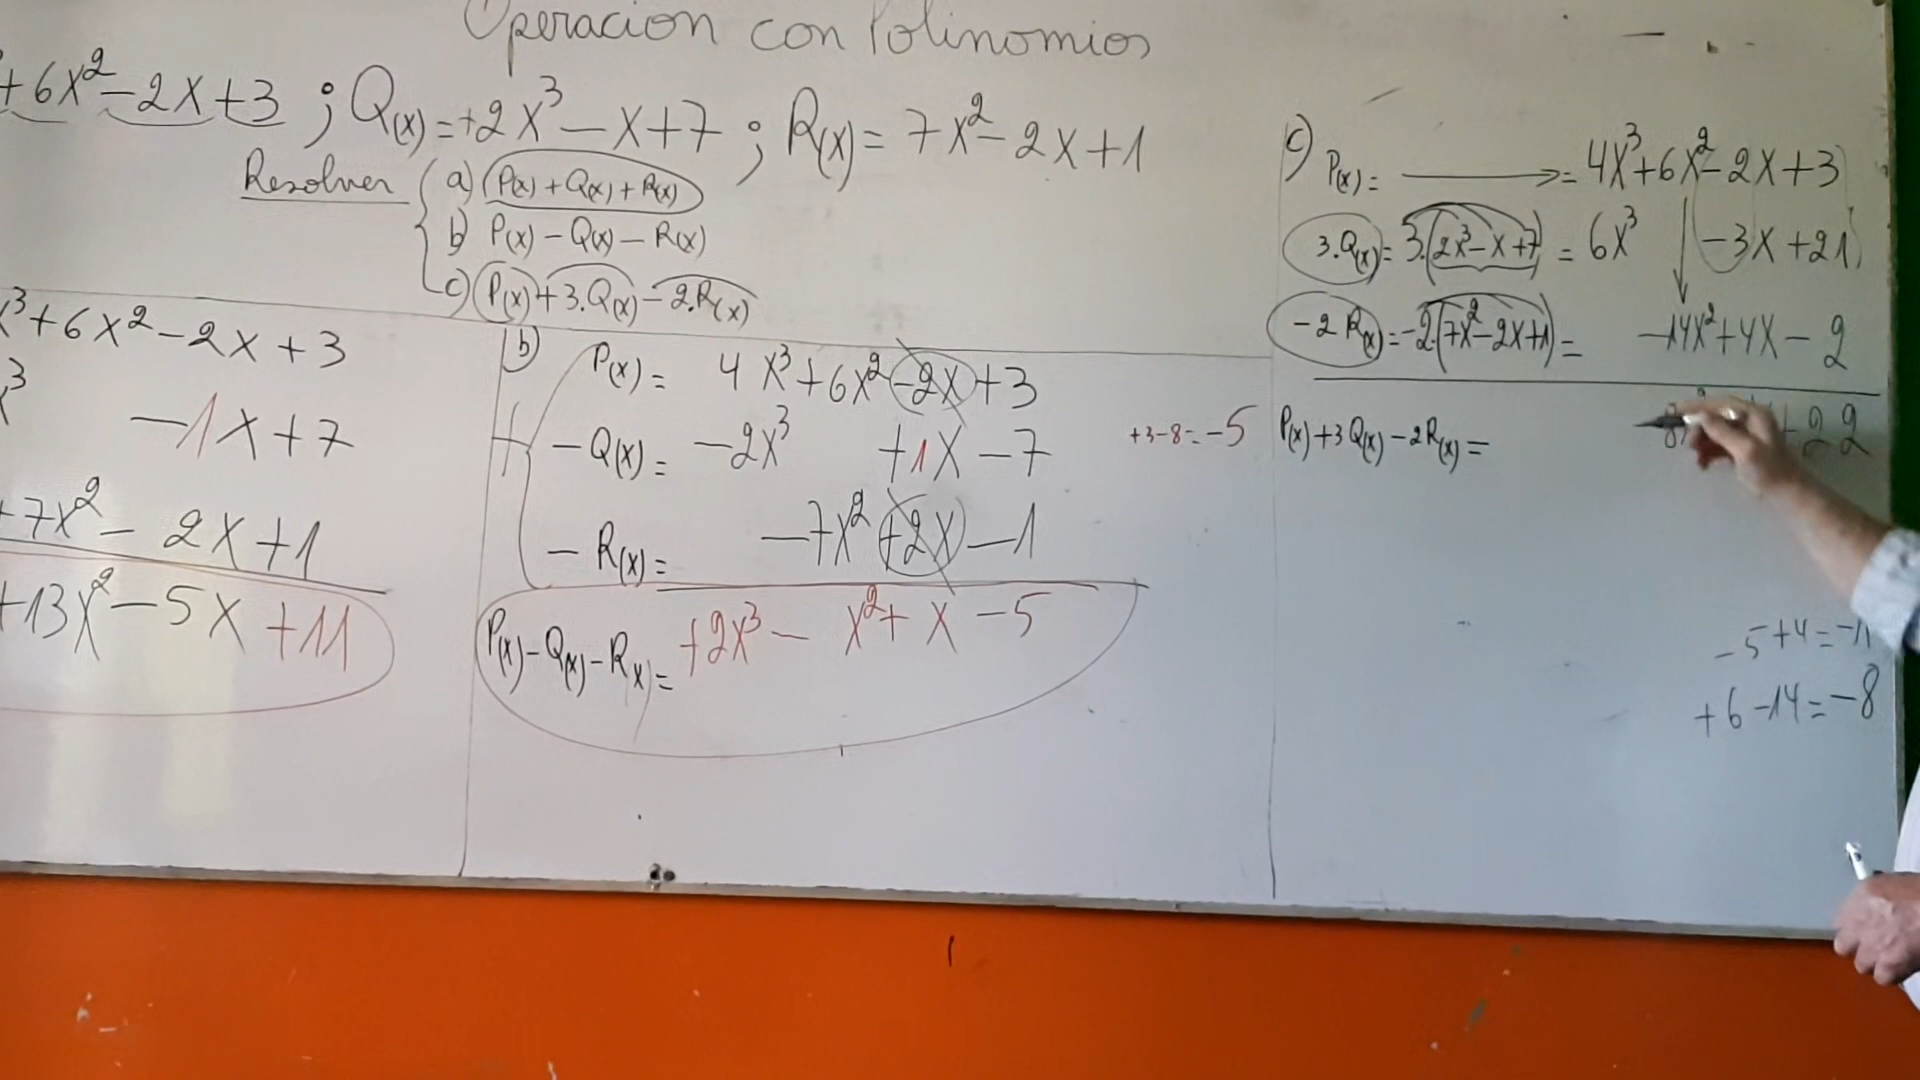 Operacion con Polinomios
+6x²-2x+3 ; Q(x)=+2x³-x+7 ; R(x)= 7x²-2x+1
Resolver
a) P(x)+Q(x)+R(x)
b) P(x)-Q(x)-R(x)
c) P(x)+3.Q(x)-2.R(x)
³+6x²-2x+3
³ -1x+7
+7x²-2x+1
+13x²-5x+11
b)
P(x)= 4x³+6x²-2x+3
-Q(x)= -2x³ +1x-7
-R(x)= -7x²+2x-1
P(x)-Q(x)-R(x)= +2x³- x²+x-5
+3-8=-5
c)
P(x)= = 4x³+6x²-2x+3
3.Q(x)=3.(2x³-x+7) = 6x³ -3x+21
-2R(x)=-2(7x²-2x+1)= -14x²+4x-2
P(x)+3Q(x)-2R(x)= +22
-5+4=-1
+6-14=-8